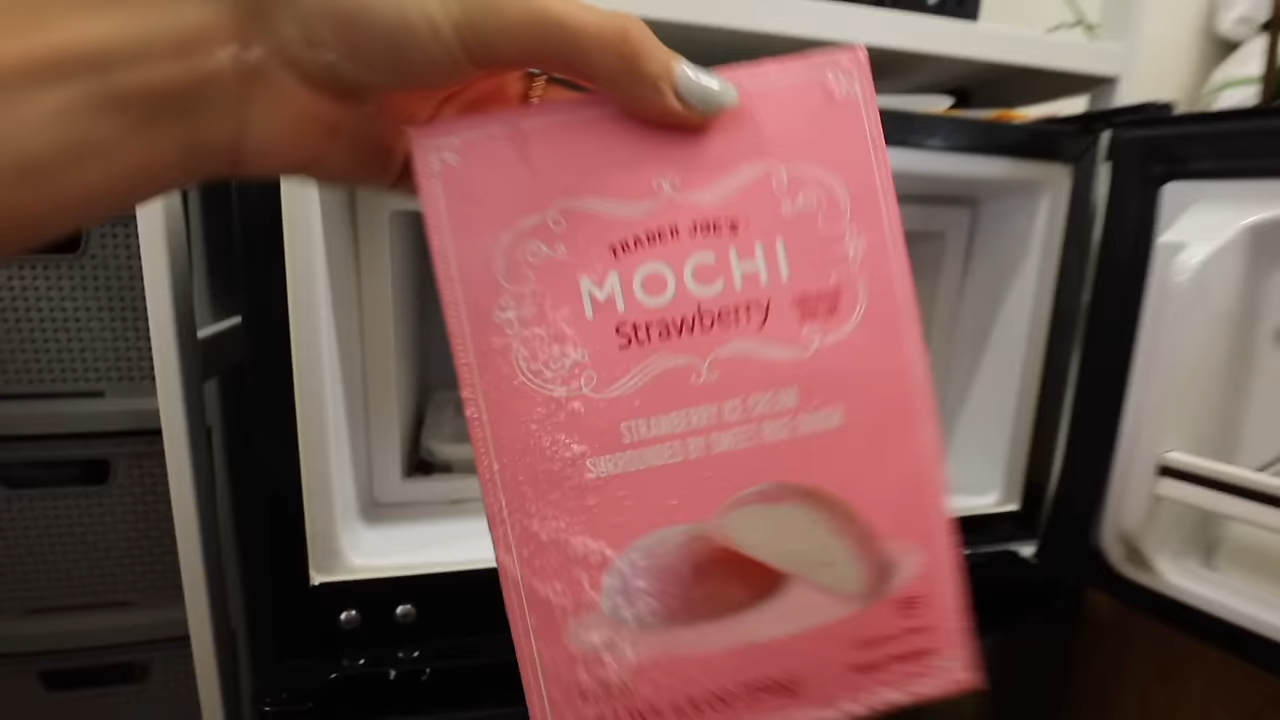 TRADER JOE'S
MOCHI
Strawberry
STRAWBERRY ICE CREAM
SURROUNDED BY SWEET RICE DOUGH